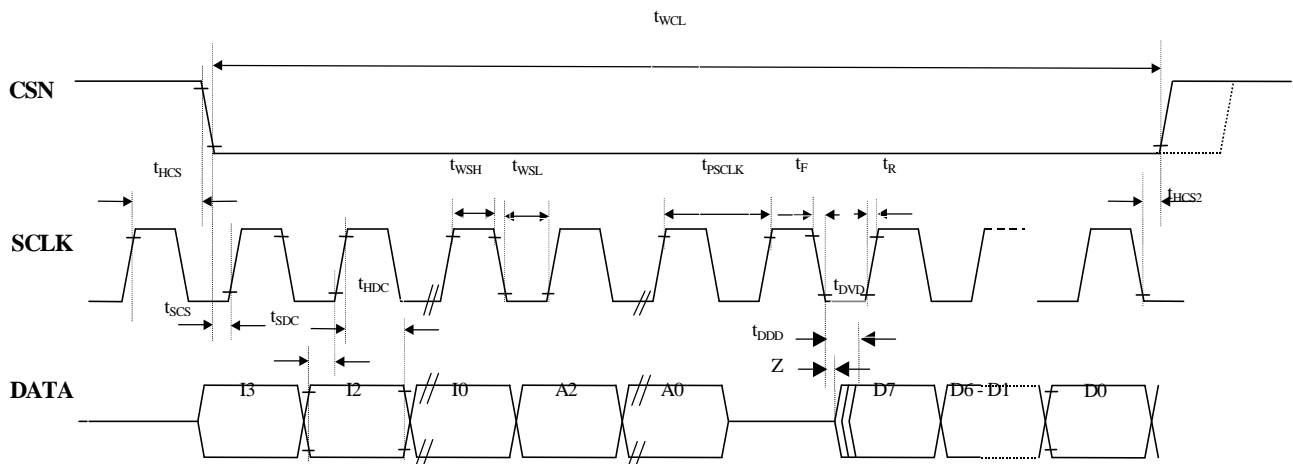 tWCL
CSN
tHCS
tWSH
tWSL
tPSCLK
tF
tR
tHCS2
SCLK
tHDC
tDVD
tSCS
tSDC
tDDD
Z
DATA
I3
I2
I0
A2
A0
D7
D6 - D1
D0